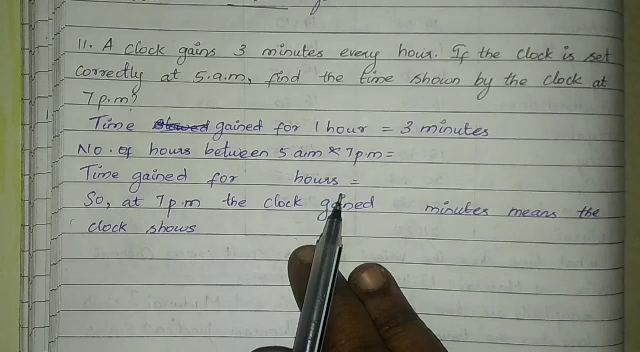 11. A clock gains 3 minutes every hour. If the clock is set
correctly at 5.a.m, find the time shown by the clock at
7p.m?
Time gained for 1 hour = 3 minutes
No. of hours between 5.a.m & 7p.m =
Time gained for hours =
So, at 7p.m the clock gained minutes means the
clock shows